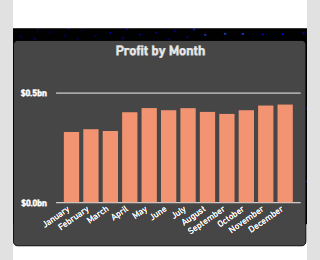 Profit by Month
$0.5bn
$0.0bn
January
February
March
April
May
June
July
August
September
October
November
December